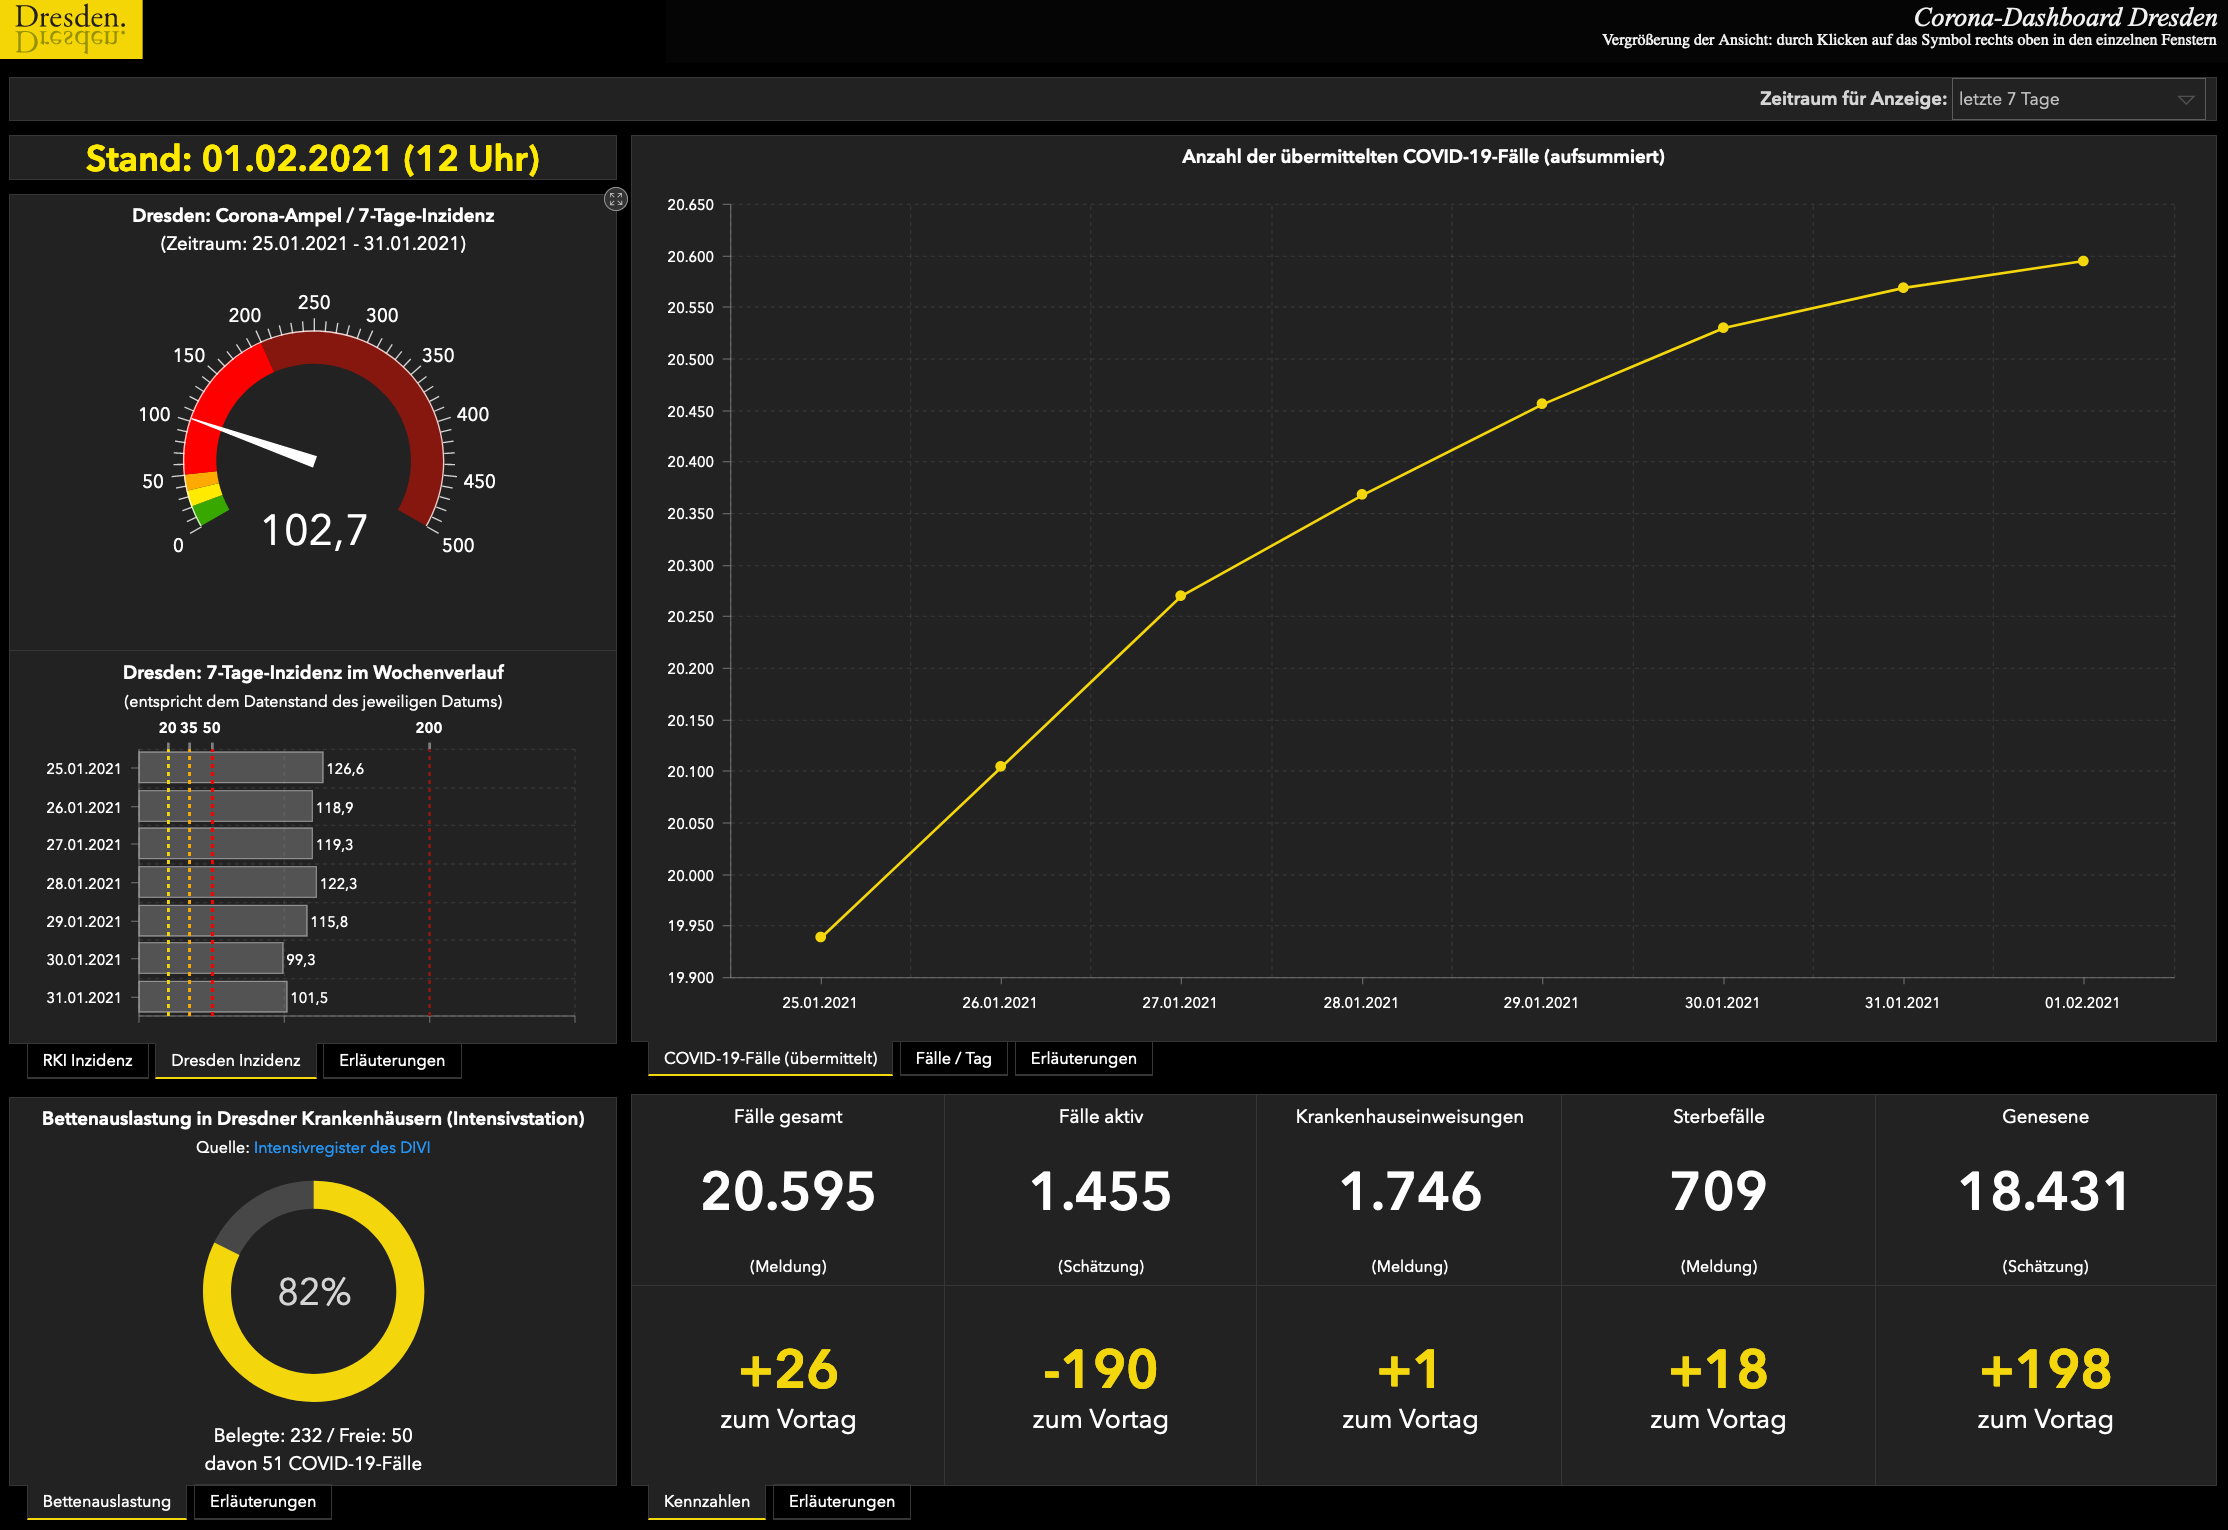 Dresden.
Dresden.
Corona-Dashboard Dresden
Vergrößerung der Ansicht: durch Klicken auf das Symbol rechts oben in den einzelnen Fenstern
Zeitraum für Anzeige: letzte 7 Tage
Stand: 01.02.2021 (12 Uhr)
Dresden: Corona-Ampel / 7-Tage-Inzidenz
(Zeitraum: 25.01.2021 - 31.01.2021)
0
50
100
150
200
250
300
350
400
450
500
102,7
Dresden: 7-Tage-Inzidenz im Wochenverlauf
(entspricht dem Datenstand des jeweiligen Datums)
20 35 50 200
25.01.2021 126,6
26.01.2021 118,9
27.01.2021 119,3
28.01.2021 122,3
29.01.2021 115,8
30.01.2021 99,3
31.01.2021 101,5
RKI Inzidenz Dresden Inzidenz Erläuterungen
Anzahl der übermittelten COVID-19-Fälle (aufsummiert)
20.650
20.600
20.550
20.500
20.450
20.400
20.350
20.300
20.250
20.200
20.150
20.100
20.050
20.000
19.950
19.900
25.01.2021 26.01.2021 27.01.2021 28.01.2021 29.01.2021 30.01.2021 31.01.2021 01.02.2021
COVID-19-Fälle (übermittelt) Fälle / Tag Erläuterungen
Bettenauslastung in Dresdner Krankenhäusern (Intensivstation)
Quelle: Intensivregister des DIVI
82%
Belegte: 232 / Freie: 50
davon 51 COVID-19-Fälle
Bettenauslastung Erläuterungen
Fälle gesamt
20.595
(Meldung)
+26
zum Vortag
Fälle aktiv
1.455
(Schätzung)
-190
zum Vortag
Krankenhauseinweisungen
1.746
(Meldung)
+1
zum Vortag
Sterbefälle
709
(Meldung)
+18
zum Vortag
Genesene
18.431
(Schätzung)
+198
zum Vortag
Kennzahlen Erläuterungen